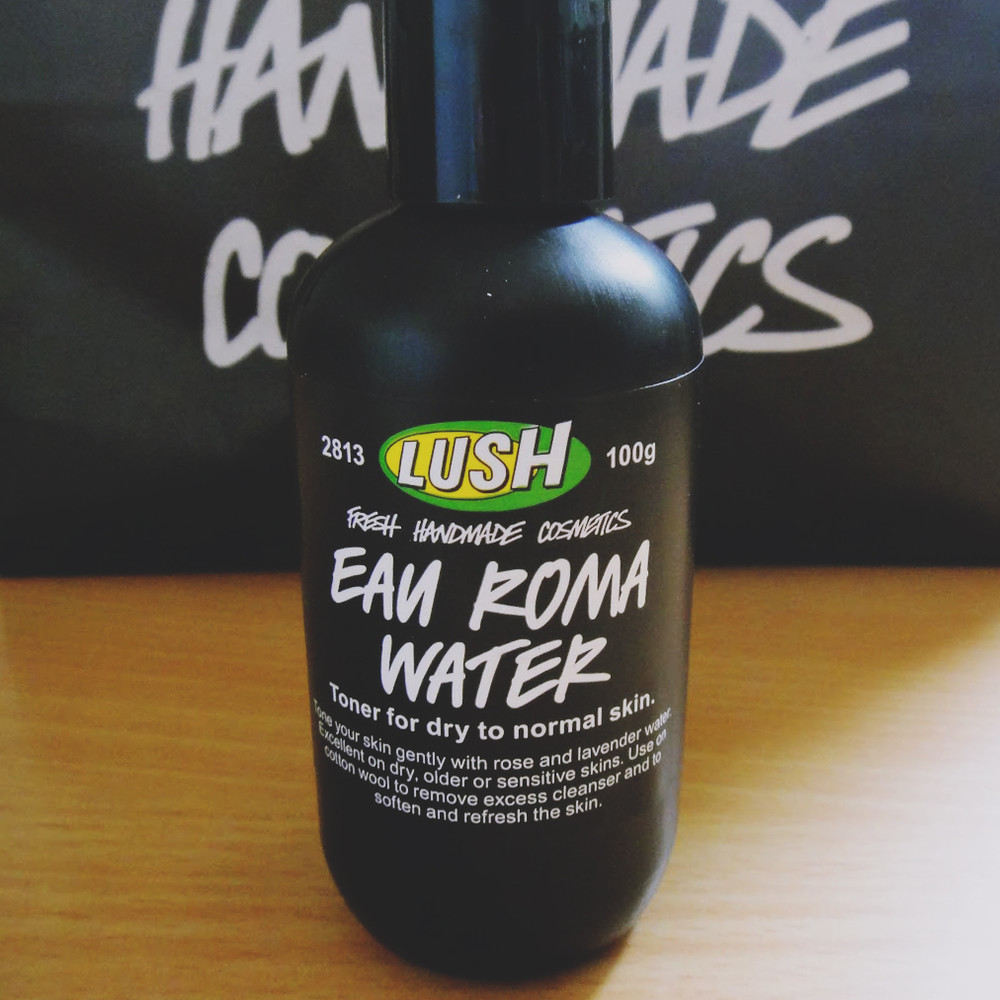 HANDMADE
COSMETICS
2813 LUSH 100g
FRESH HANDMADE COSMETICS
EAU ROMA
WATER
Toner for dry to normal skin.
Tone your skin gently with rose and lavender water.
Excellent on dry, older or sensitive skins. Use on
cotton wool to remove excess cleanser and to
soften and refresh the skin.